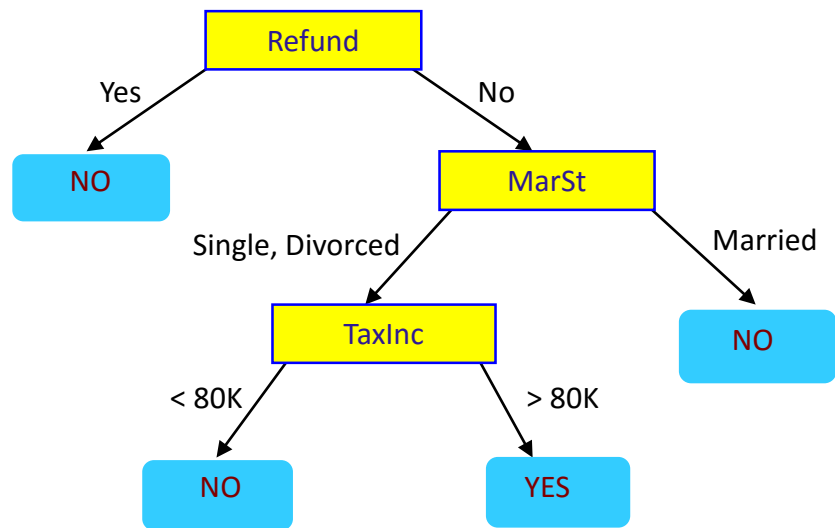 Refund
Yes
No
NO
MarSt
Single, Divorced
Married
TaxInc
NO
< 80K
> 80K
NO
YES